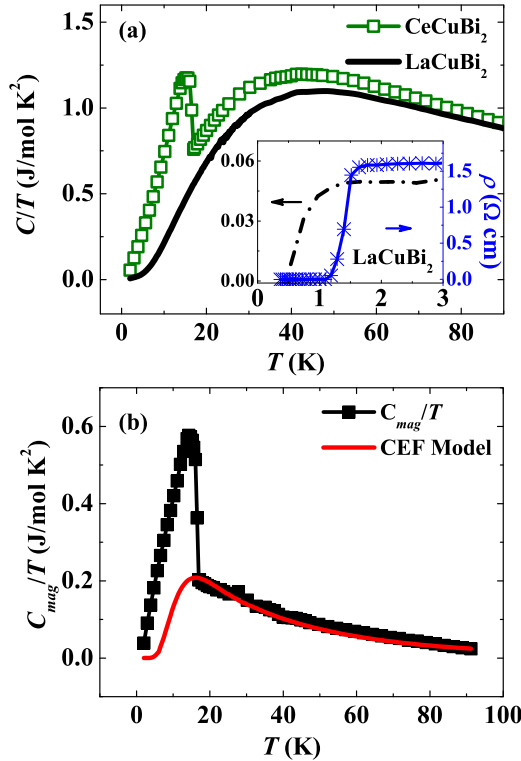 (a)
CeCuBi₂
LaCuBi₂
C/T (J/mol K²)
1.5
1.0
0.5
0.0
0.06
0.03
0.00
1.5
1.0
0.5
0.0
ρ (Ω cm)
LaCuBi₂
0 1 2 3
0 20 40 60 80
T (K)
(b)
C_mag/T
CEF Model
C_mag/T (J/mol K²)
0.6
0.4
0.2
0.0
0 20 40 60 80 100
T (K)